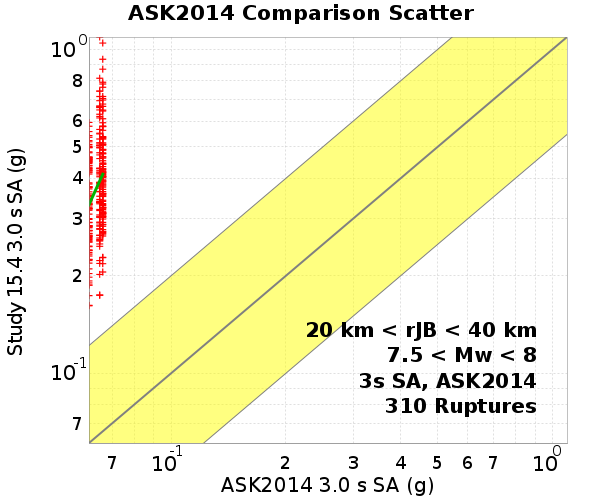 ASK2014 Comparison Scatter
10^0
8
6
5
4
3
2
10^-1
7
Study 15.4 3.0 s SA (g)
20 km < rJB < 40 km
7.5 < Mw < 8
3s SA, ASK2014
310 Ruptures
7 10^-1 2 3 4 5 6 7 10^0
ASK2014 3.0 s SA (g)